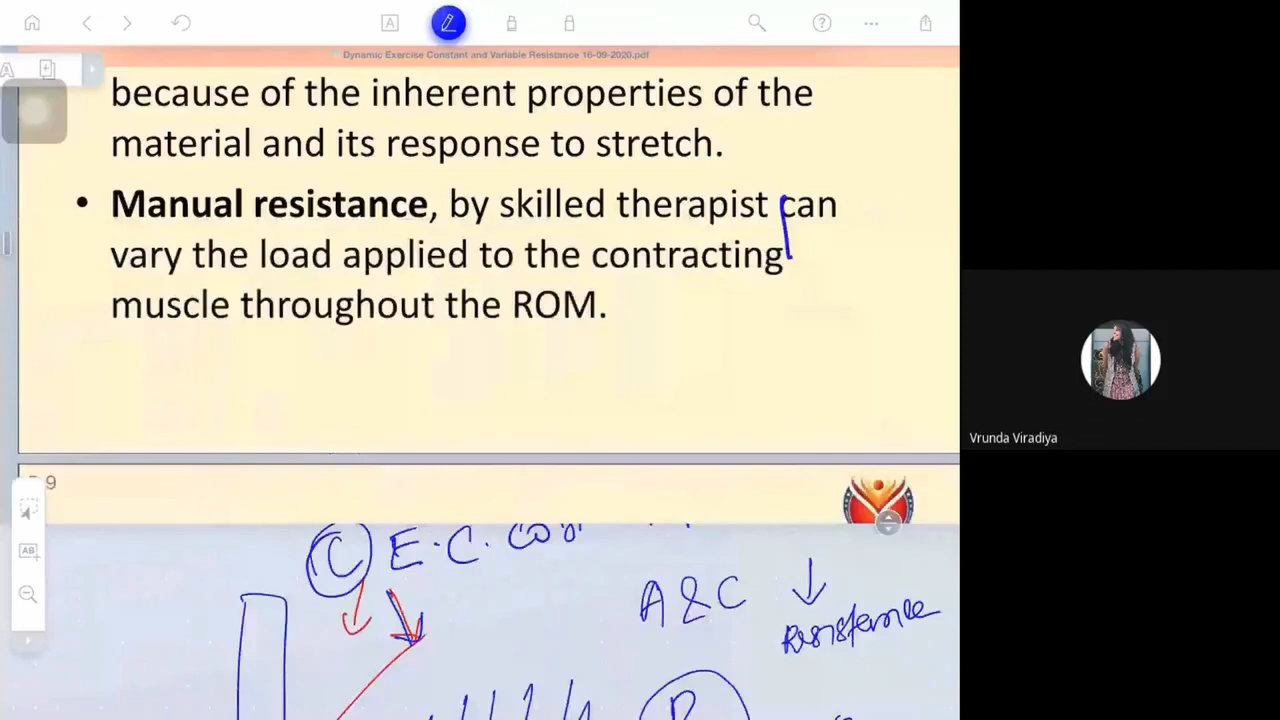 Dynamic Exercise Constant and Variable Resistance 16-09-2020.pdf
because of the inherent properties of the
material and its response to stretch.
• Manual resistance, by skilled therapist can
vary the load applied to the contracting
muscle throughout the ROM.
Vrunda Viradiya
9
C E.C.
A & C
Resistance